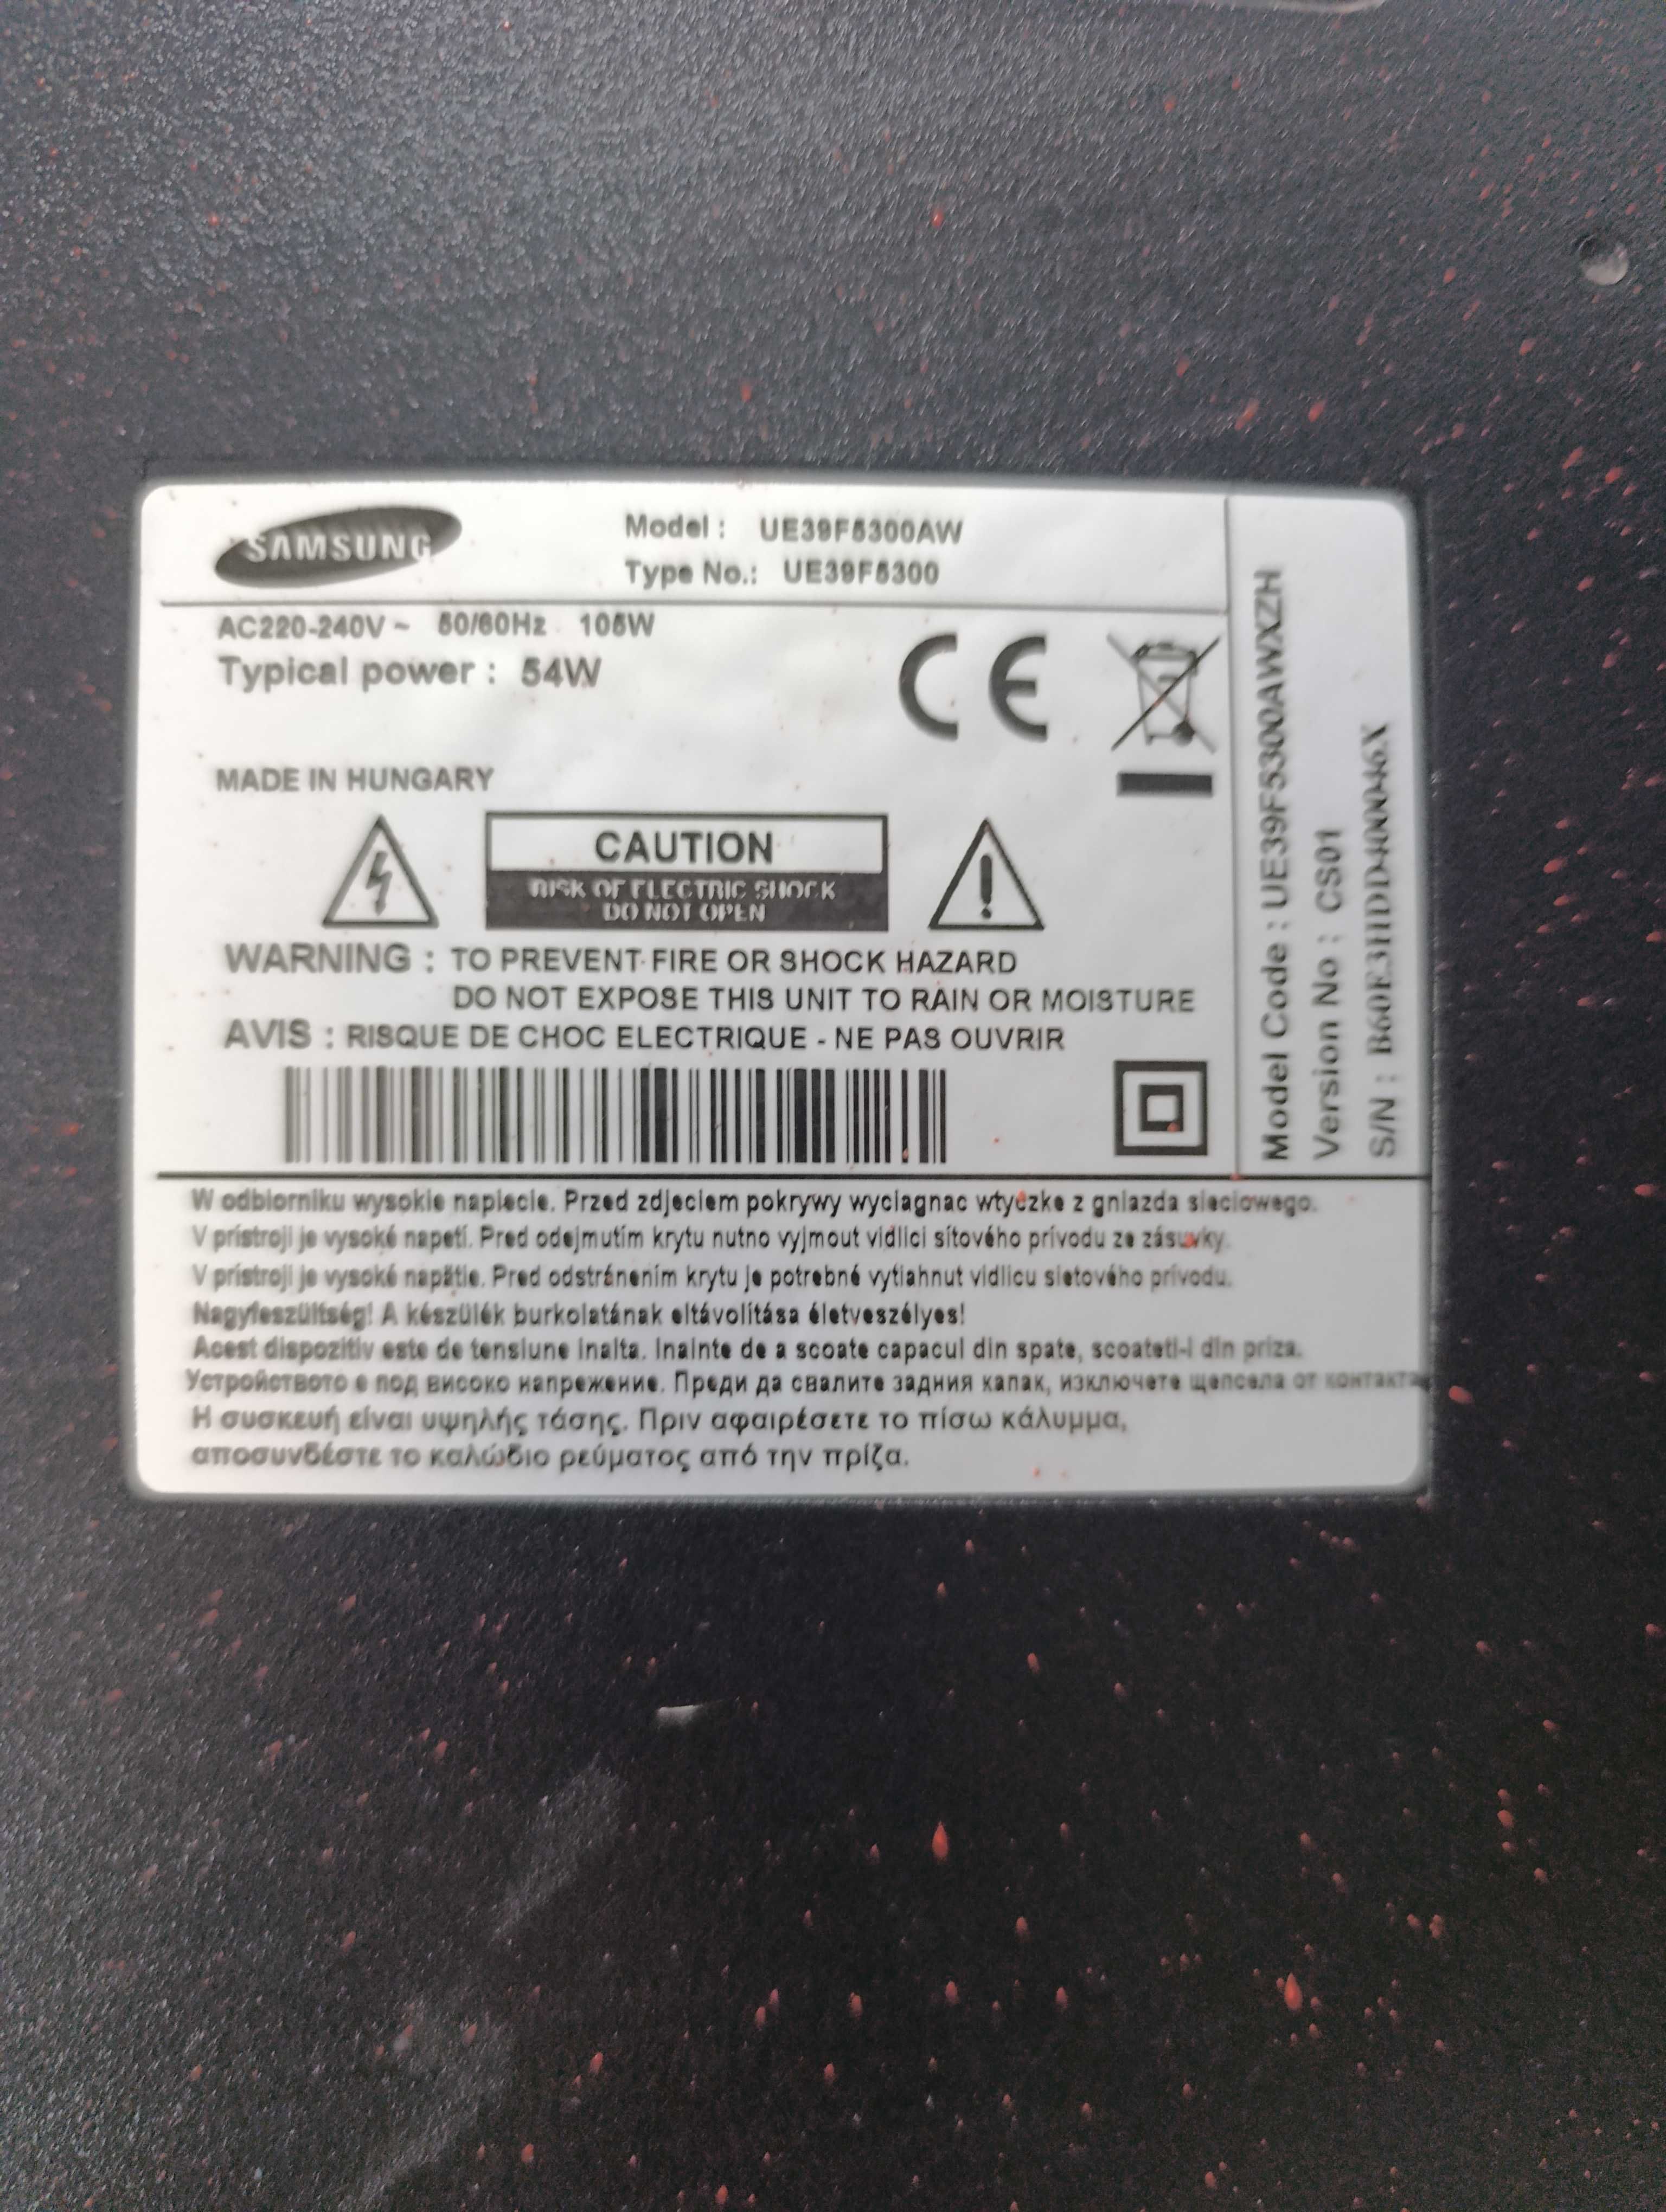 SAMSUNG
Model : UE39F5300AW
Type No.: UE39F5300
AC220-240V ~ 50/60Hz 105W
Typical power : 54W
MADE IN HUNGARY
CAUTION
RISK OF ELECTRIC SHOCK
DO NOT OPEN
WARNING : TO PREVENT FIRE OR SHOCK HAZARD
DO NOT EXPOSE THIS UNIT TO RAIN OR MOISTURE
AVIS : RISQUE DE CHOC ELECTRIQUE - NE PAS OUVRIR
Model Code : UE39F5300AWXZH
Version No : CS01
S/N :
W odbiorniku wysokie napiecie. Przed zdjeciem pokrywy wyciagnac wtyczke z gniazda sieciowego.
V prístroji je vysoké napetí. Pred odejmutím krytu nutno vyjmout vidlici sítového prívodu ze zásuvky.
V prístroji je vysoké napätie. Pred odstránením krytu je potrebné vytiahnut vidlicu sietového prívodu.
Nagyfeszültség! A készülék burkolatának eltávolítása életveszélyes!
Acest dispozitiv este de tensiune inalta. Inainte de a scoate capacul din spate, scoateti-l din priza.
Устройството е под високо напрежение. Преди да свалите задния капак, изключете щепсела от контакта
Η συσκευή είναι υψηλής τάσης. Πριν αφαιρέσετε το πίσω κάλυμμα,
αποσυνδέστε το καλώδιο ρεύματος από την πρίζα.